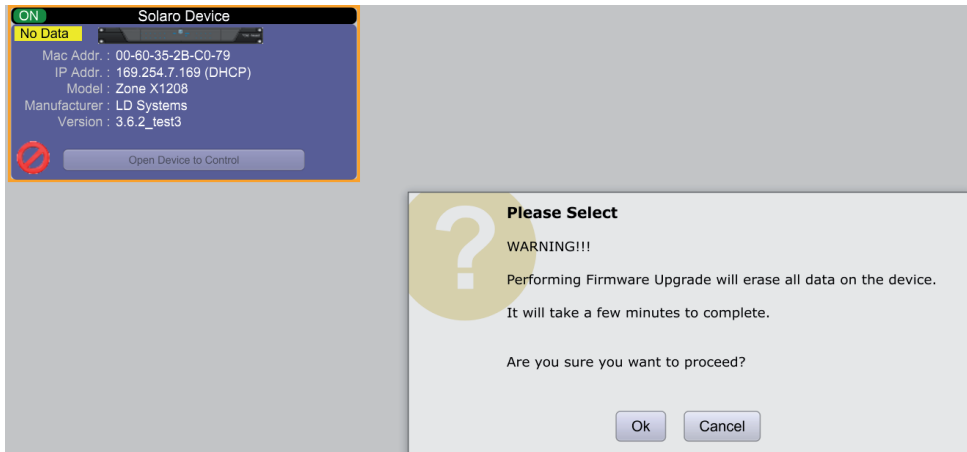 ON Solaro Device
No Data
Mac Addr. : 00-60-35-2B-C0-79
IP Addr. : 169.254.7.169 (DHCP)
Model : Zone X1208
Manufacturer : LD Systems
Version : 3.6.2_test3
Open Device to Control
?
Please Select
WARNING!!!
Performing Firmware Upgrade will erase all data on the device.
It will take a few minutes to complete.
Are you sure you want to proceed?
Ok Cancel